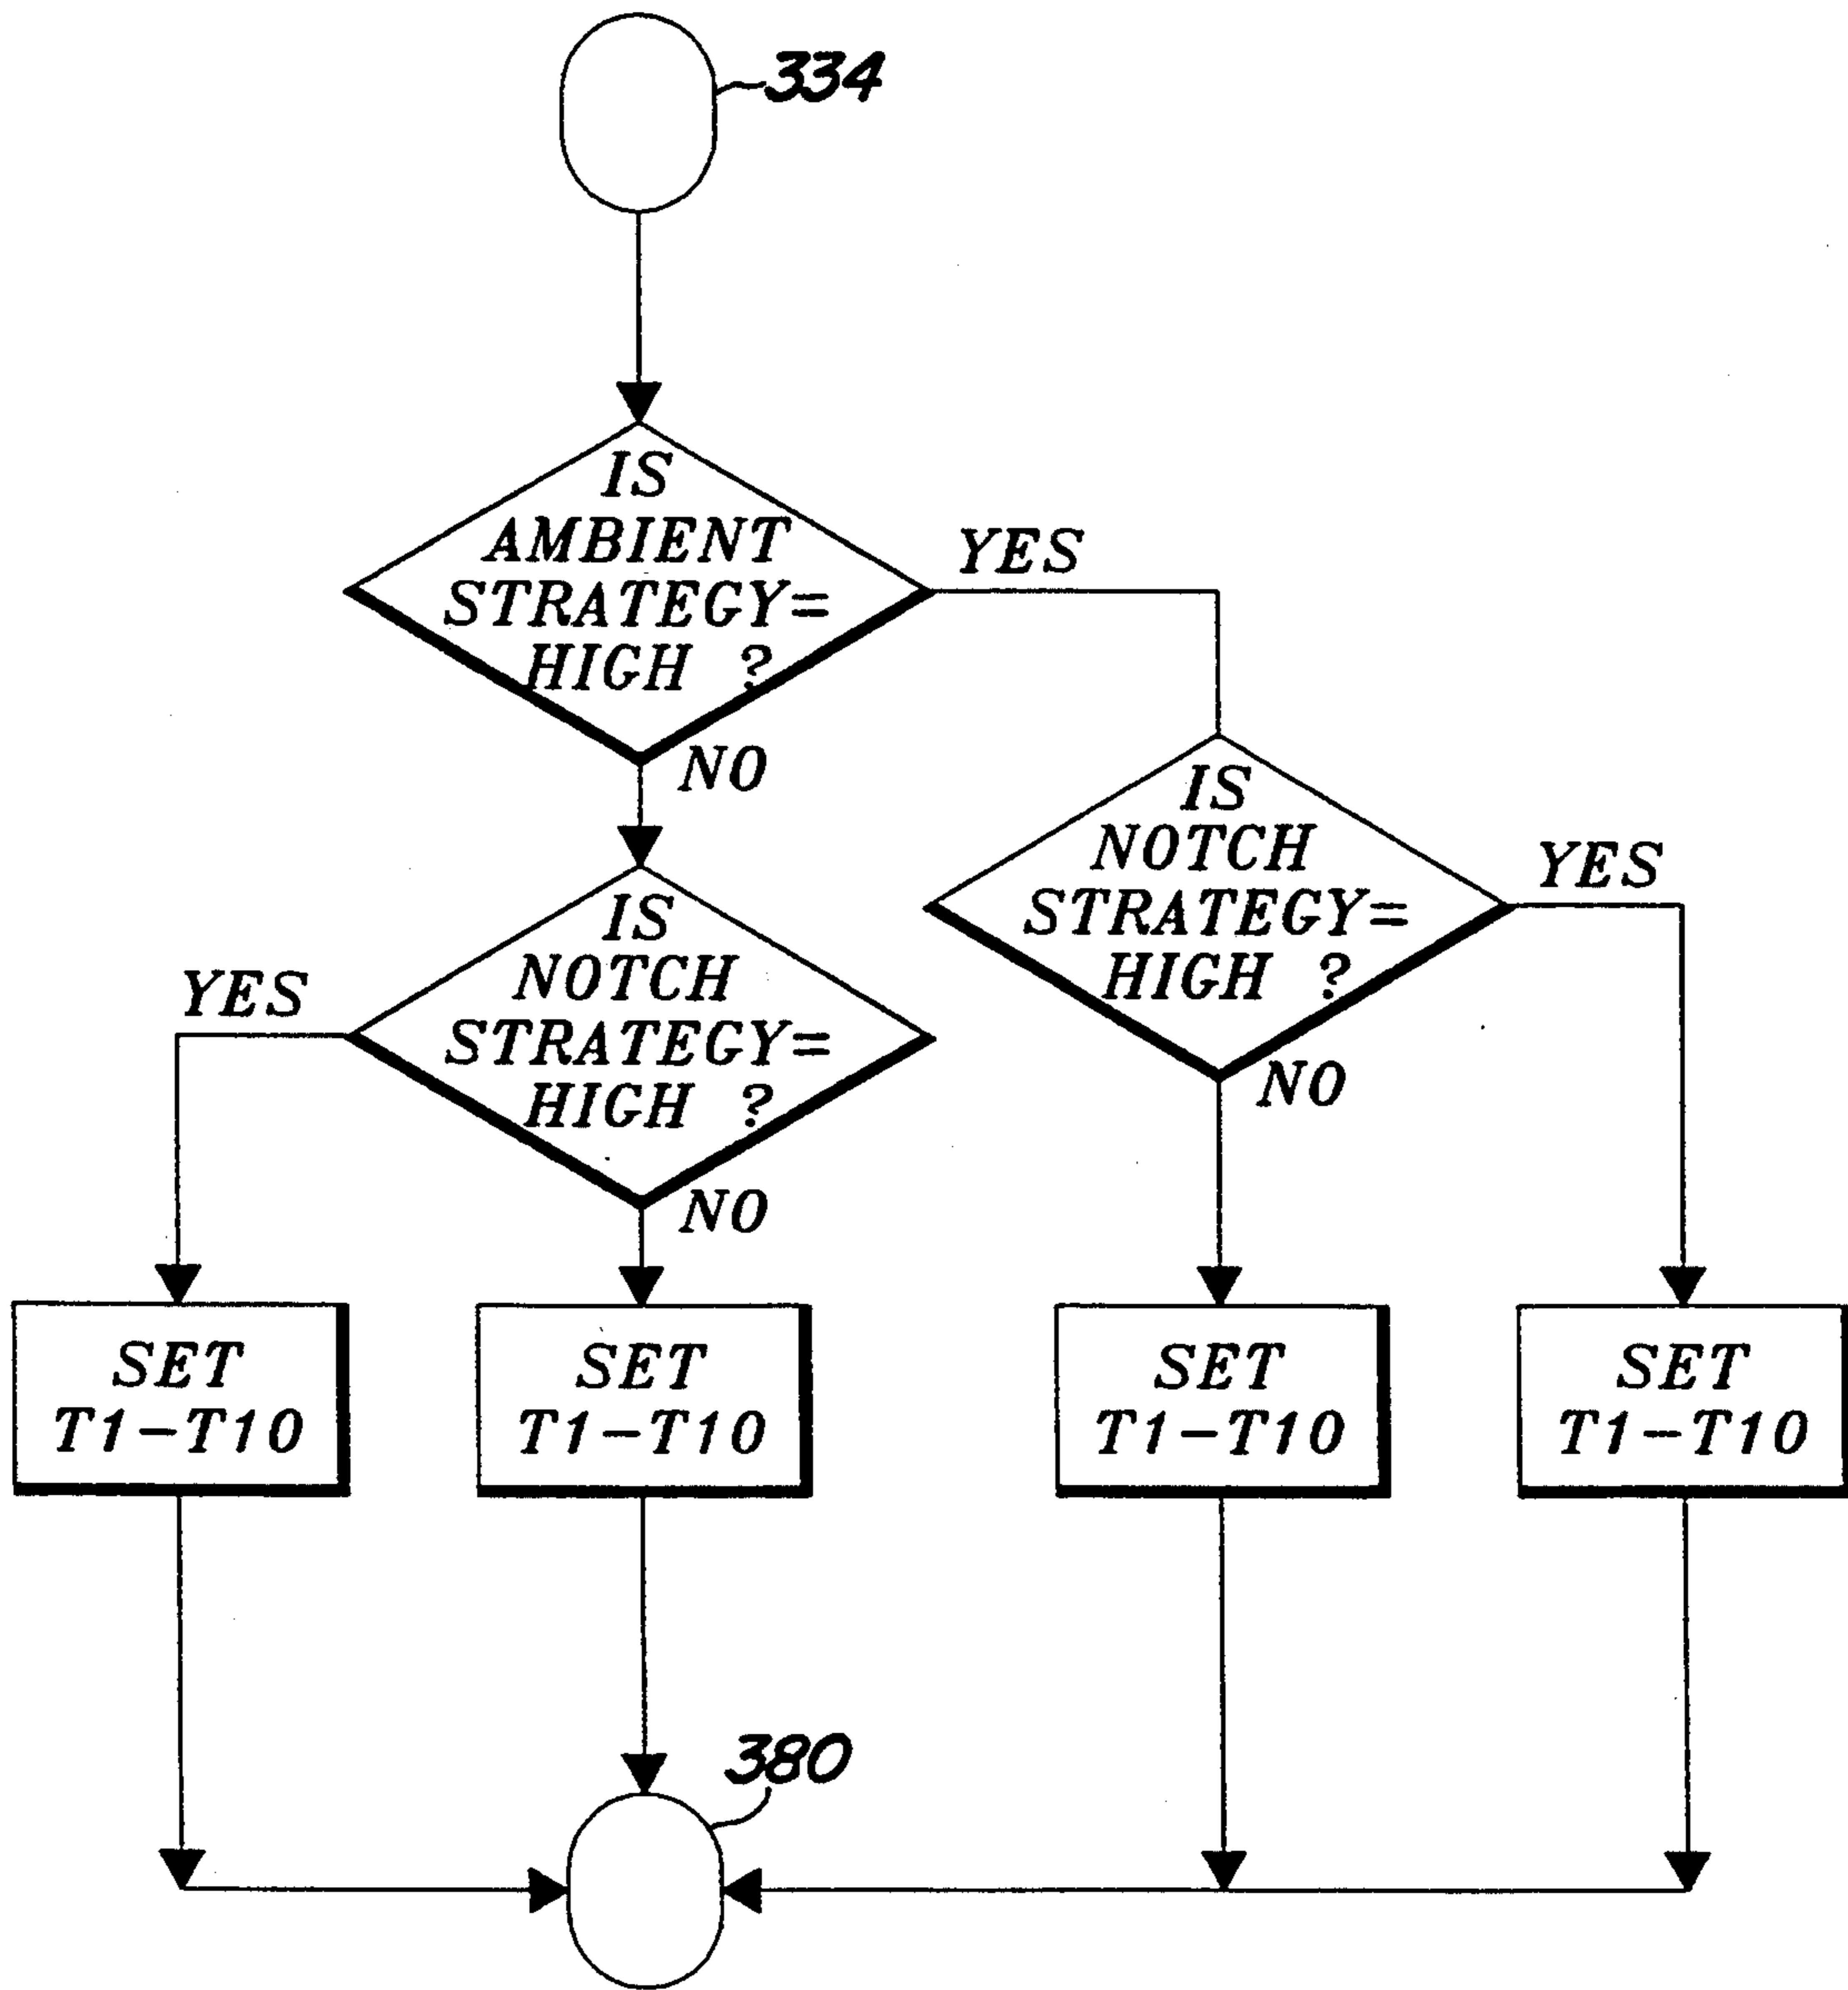 334
IS
AMBIENT
STRATEGY=
HIGH ?
YES
NO
IS
NOTCH
STRATEGY=
HIGH ?
YES
NO
IS
NOTCH
STRATEGY=
HIGH ?
YES
NO
SET
T1-T10
SET
T1-T10
SET
T1-T10
SET
T1-T10
380